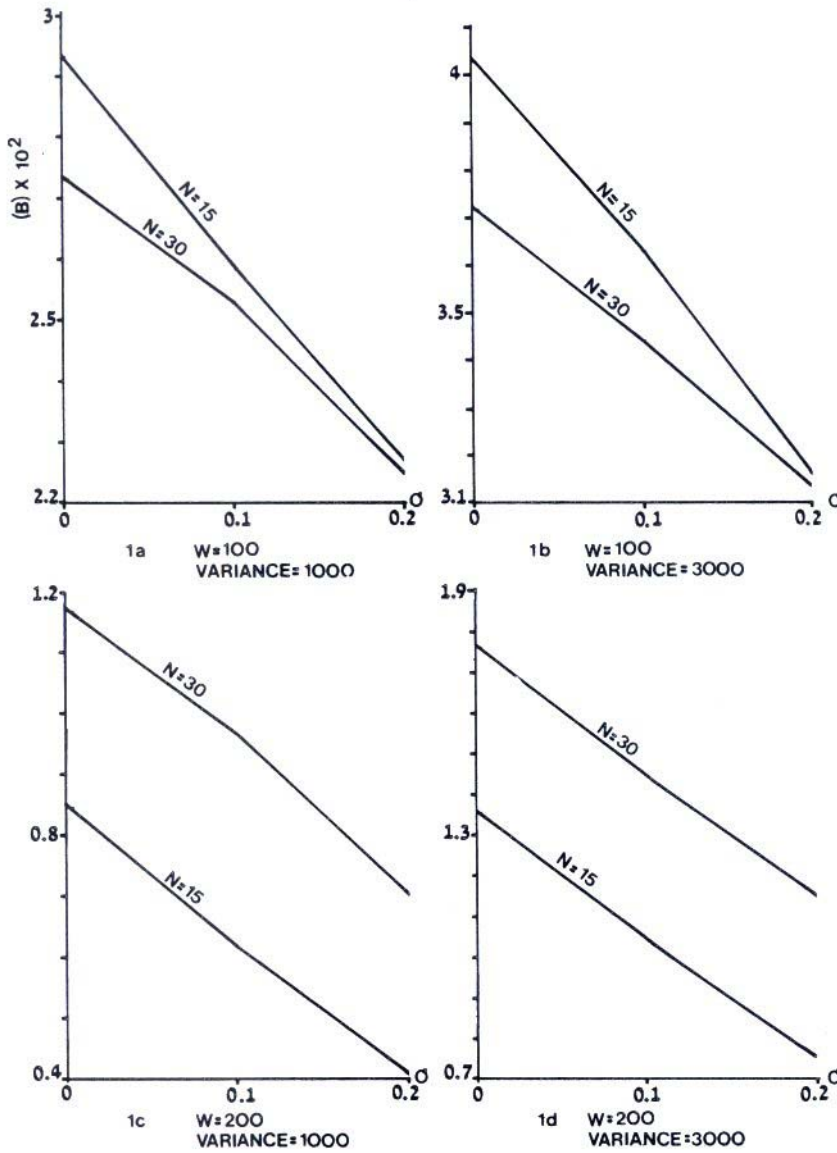 (B) X 10²
3
2.5
2.2
N=15
N=30
0
0.1
0.2
σ
1a W=100
VARIANCE=1000
4
3.5
3.1
N=15
N=30
0
0.1
0.2
σ
1b W=100
VARIANCE=3000
1.2
0.8
0.4
N=30
N=15
0
0.1
0.2
σ
1c W=200
VARIANCE=1000
1.9
1.3
0.7
N=30
N=15
0
0.1
0.2
σ
1d W=200
VARIANCE=3000